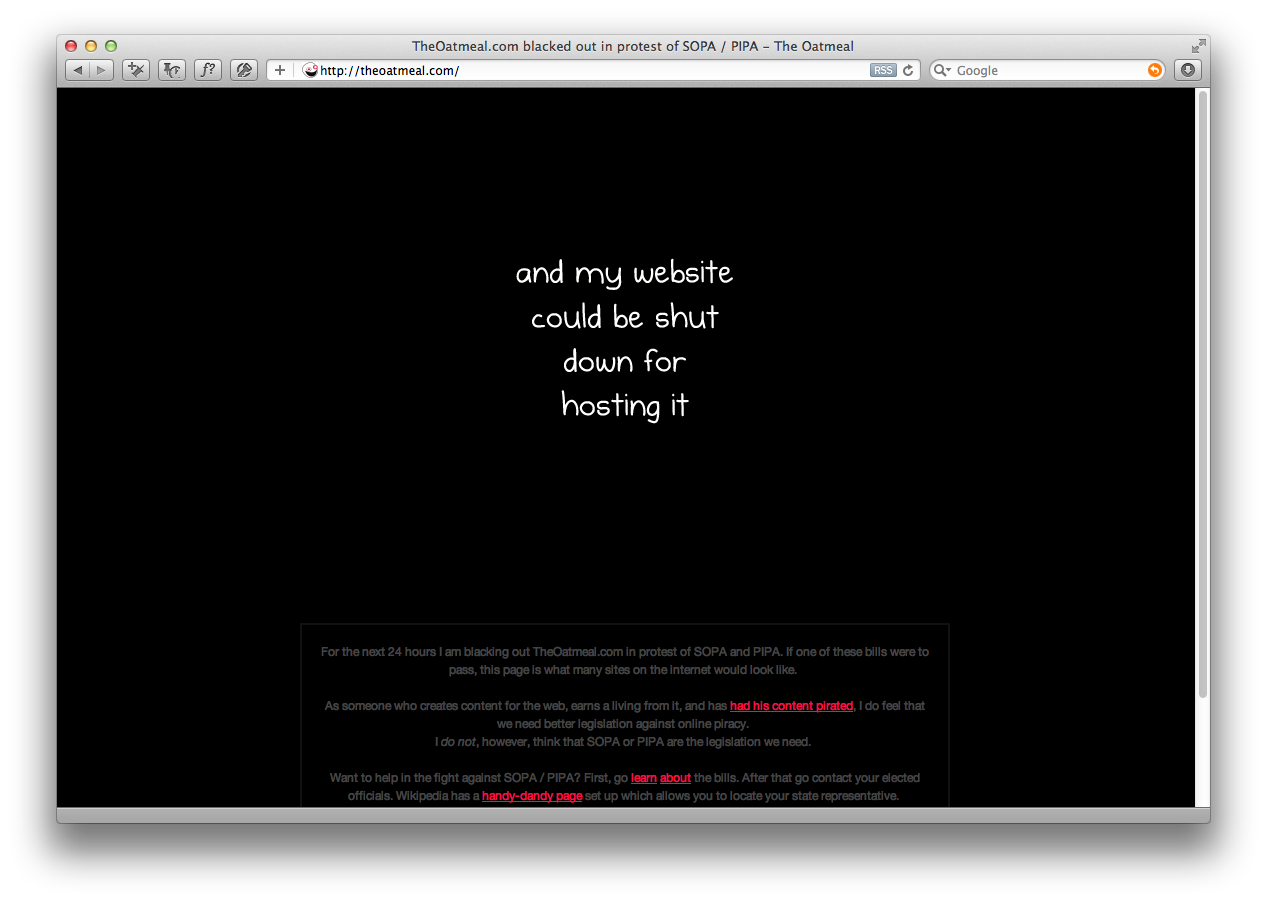 TheOatmeal.com blacked out in protest of SOPA / PIPA – The Oatmeal
f?
http://theoatmeal.com/
RSS
Google
and my website
could be shut
down for
hosting it
For the next 24 hours I am blacking out TheOatmeal.com in protest of SOPA and PIPA. If one of these bills were to
pass, this page is what many sites on the internet would look like.
As someone who creates content for the web, earns a living from it, and has had his content pirated, I do feel that
we need better legislation against online piracy.
I do not, however, think that SOPA or PIPA are the legislation we need.
Want to help in the fight against SOPA / PIPA? First, go learn about the bills. After that go contact your elected
officials. Wikipedia has a handy-dandy page set up which allows you to locate your state representative.